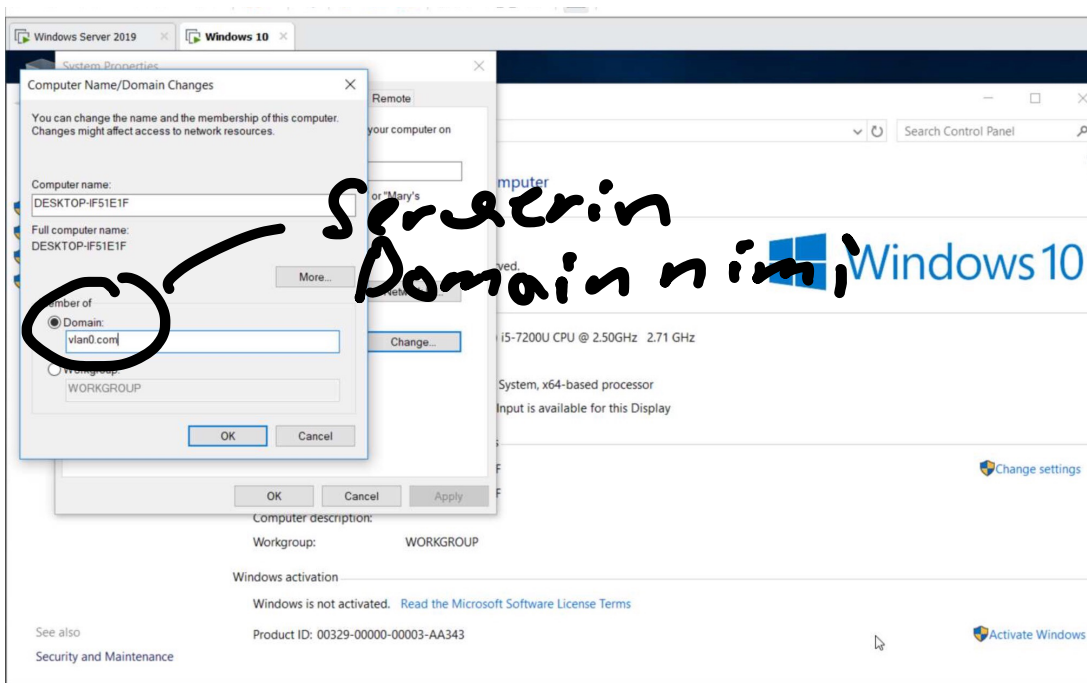 Windows Server 2019
Windows 10
System Properties
Computer Name/Domain Changes
Remote
You can change the name and the membership of this computer.
Changes might affect access to network resources.
your computer on
Search Control Panel
Computer name:
DESKTOP-IF51E1F
or "Mary's
mputer
Full computer name:
DESKTOP-IF51E1F
Serverin
Domain nimi
ved.
Windows 10
More...
ember of
Domain:
vlan0.com
Change...
i5-7200U CPU @ 2.50GHz 2.71 GHz
WORKGROUP
System, x64-based processor
Input is available for this Display
OK Cancel
F
Change settings
OK Cancel Apply
F
Computer description:
Workgroup: WORKGROUP
Windows activation
Windows is not activated. Read the Microsoft Software License Terms
See also
Product ID: 00329-00000-00003-AA343
Activate Windows
Security and Maintenance